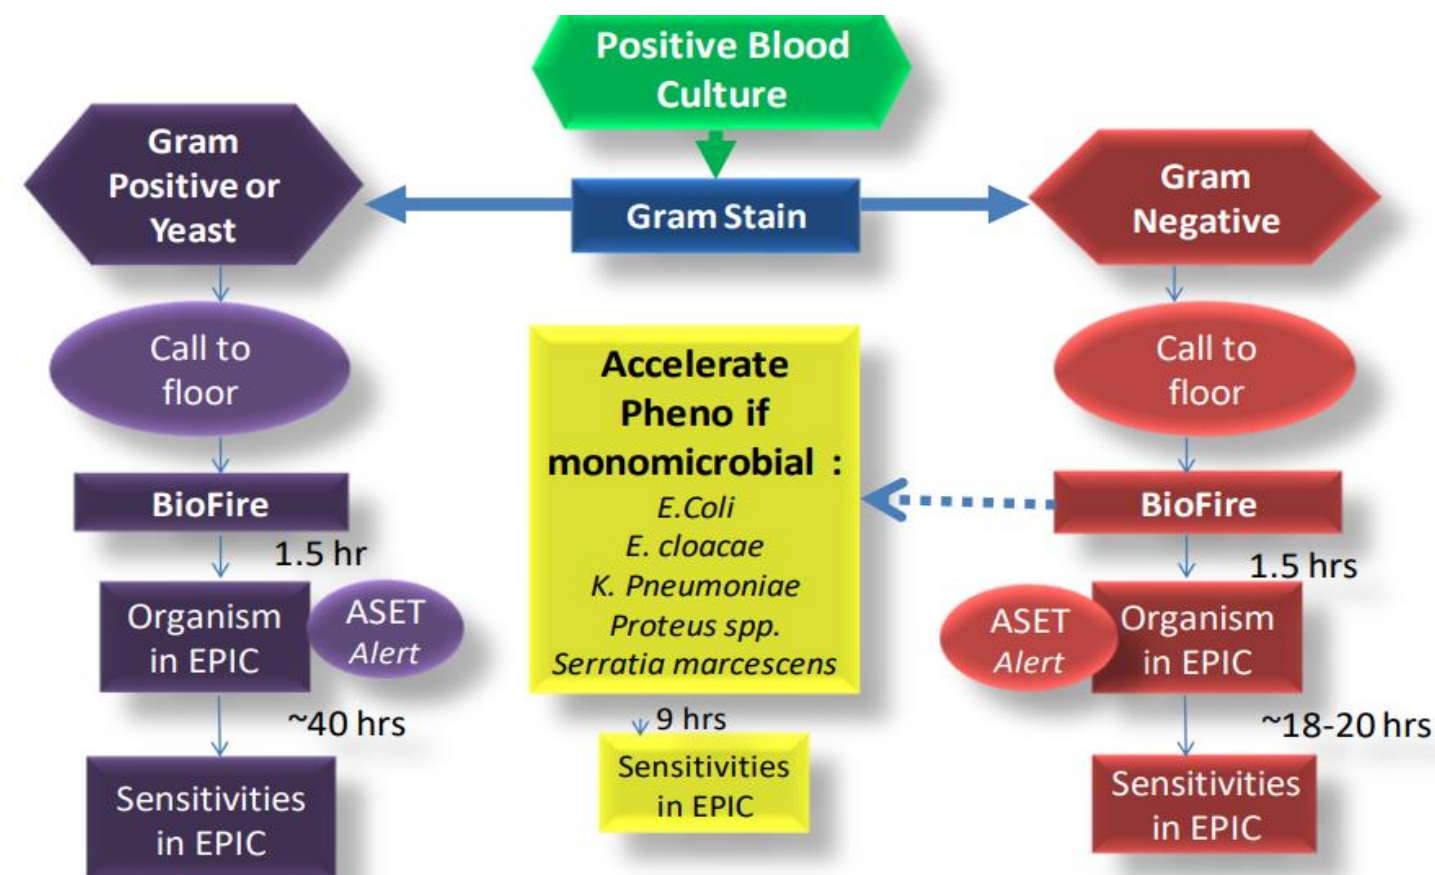 Positive Blood
Culture
Gram
Positive or
Yeast
Gram Stain
Gram
Negative
Call to
floor
Accelerate
Pheno if
monomicrobial :
E.Coli
E. cloacae
K. Pneumoniae
Proteus spp.
Serratia marcescens
Call to
floor
BioFire
BioFire
1.5 hr
1.5 hrs
Organism
in EPIC
ASET
Alert
ASET
Alert
Organism
in EPIC
~40 hrs
9 hrs
~18-20 hrs
Sensitivities
in EPIC
Sensitivities
in EPIC
Sensitivities
in EPIC